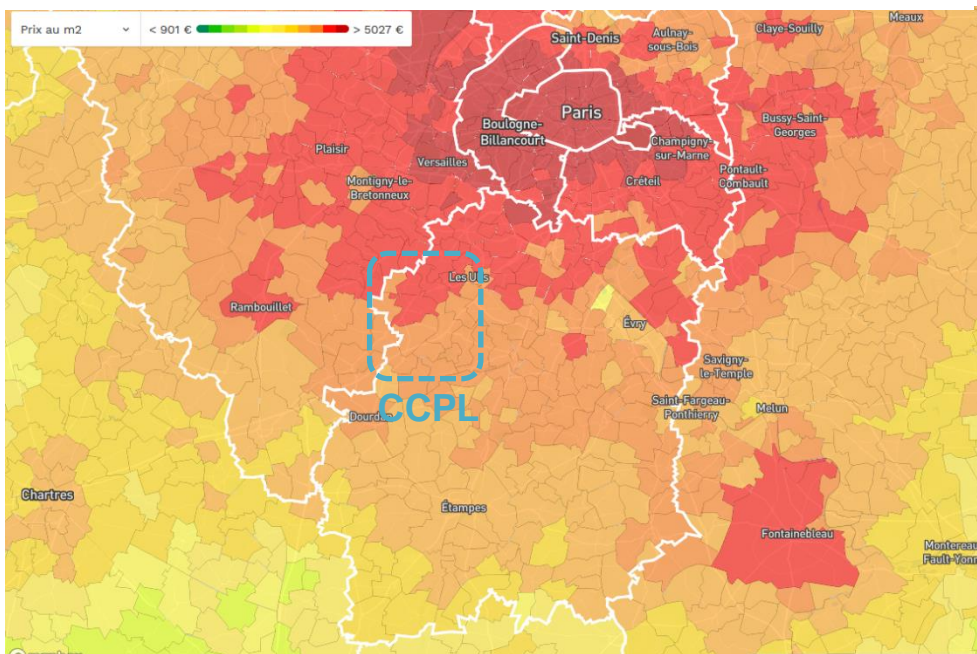 Prix au m2
< 901 €
> 5027 €
Meaux
Saint-Denis
Aulnay-
sous-Bois
Claye-Souilly
Paris
Boulogne-
Billancourt
Bussy-Saint-
Georges
Plaisir
Versailles
Champigny-
sur-Marne
Montigny-le-
Bretonneux
Créteil
Pontault-
Combault
Les Ulis
Rambouillet
Évry
Savigny-
le-Temple
Saint-Fargeau-
Ponthierry
Melun
Dourdan
CCPL
Chartres
Étampes
Fontainebleau
Montereau-
Fault-Yonne